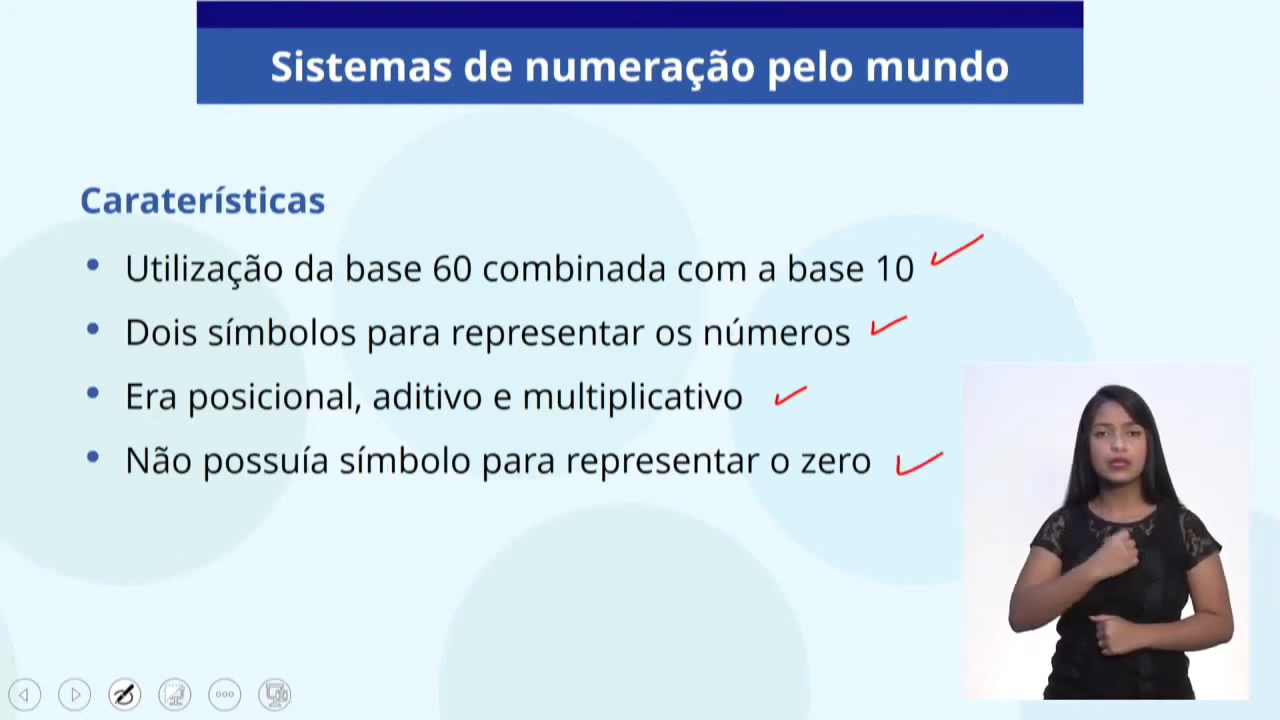 Sistemas de numeração pelo mundo
Caraterísticas
• Utilização da base 60 combinada com a base 10
• Dois símbolos para representar os números
• Era posicional, aditivo e multiplicativo
• Não possuía símbolo para representar o zero